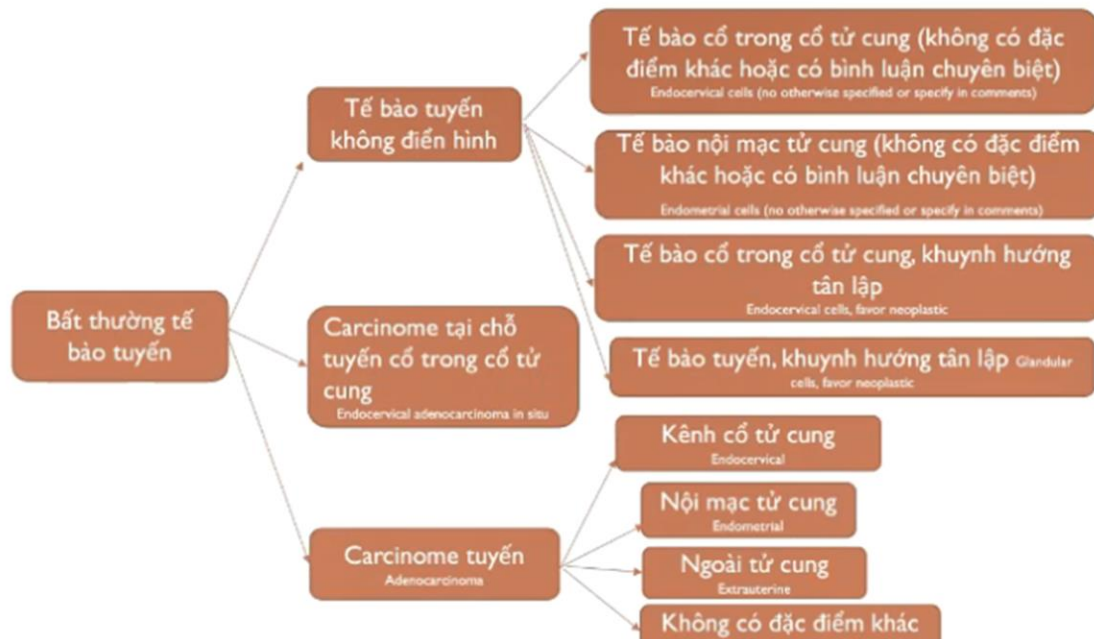 Bất thường tế
bào tuyến
Tế bào tuyến
không điển hình
Tế bào cổ trong cổ tử cung (không có đặc
điểm khác hoặc có bình luận chuyên biệt)
Endocervical cells (no otherwise specified or specify in comments)
Tế bào nội mạc tử cung (không có đặc điểm
khác hoặc có bình luận chuyên biệt)
Endometrial cells (no otherwise specified or specify in comments)
Tế bào cổ trong cổ tử cung, khuynh hướng
tân lập
Endocervical cells, favor neoplastic
Tế bào tuyến, khuynh hướng tân lập Glandular
cells, favor neoplastic
Carcinome tại chỗ
tuyến cổ trong cổ tử
cung
Endocervical adenocarcinoma in situ
Carcinome tuyến
Adenocarcinoma
Kênh cổ tử cung
Endocervical
Nội mạc tử cung
Endometrial
Ngoài tử cung
Extrauterine
Không có đặc điểm khác